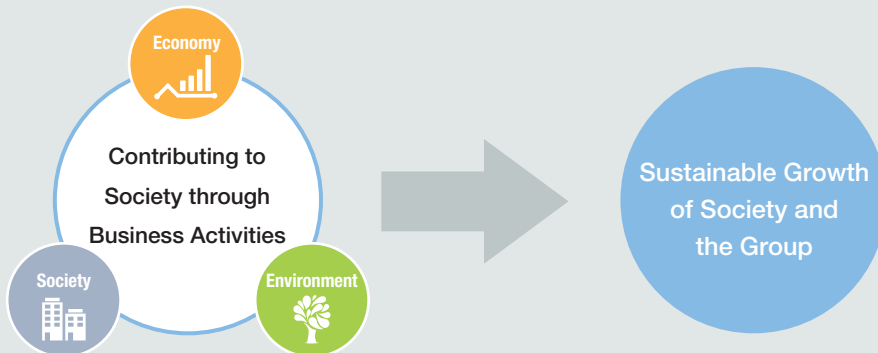 Economy
Contributing to
Society through
Business Activities
Society
Environment
Sustainable Growth
of Society and
the Group